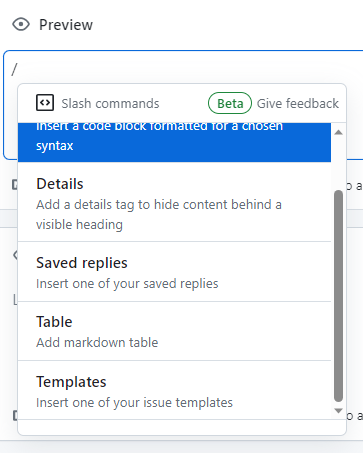 Preview
/
Slash commands Beta Give feedback
Insert a code block formatted for a chosen
syntax
Details
Add a details tag to hide content behind a
visible heading
Saved replies
Insert one of your saved replies
Table
Add markdown table
Templates
Insert one of your issue templates